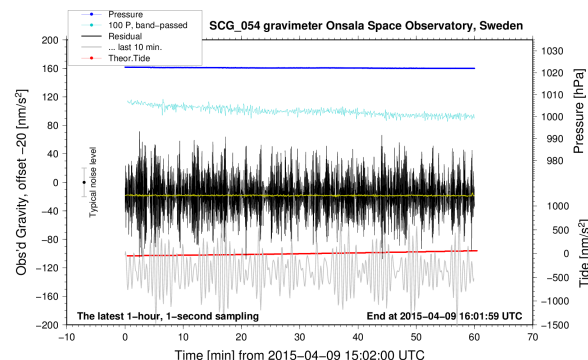 SCG_054 gravimeter Onsala Space Observatory, Sweden
Pressure
100 P, band−passed
Residual
... last 10 min.
Theor.Tide
200
160
120
80
40
0
−40
−80
−120
−160
−200
Obs'd Gravity, offset −20 [nm/s²]
Typical noise level
1030
1020
1010
1000
990
980
Pressure [hPa]
1000
500
0
−500
−1000
−1500
Tide [nm/s²]
The latest 1−hour, 1−second sampling
End at 2015−04−09 16:01:59 UTC
−10 0 10 20 30 40 50 60 70
Time [min] from 2015−04−09 15:02:00 UTC